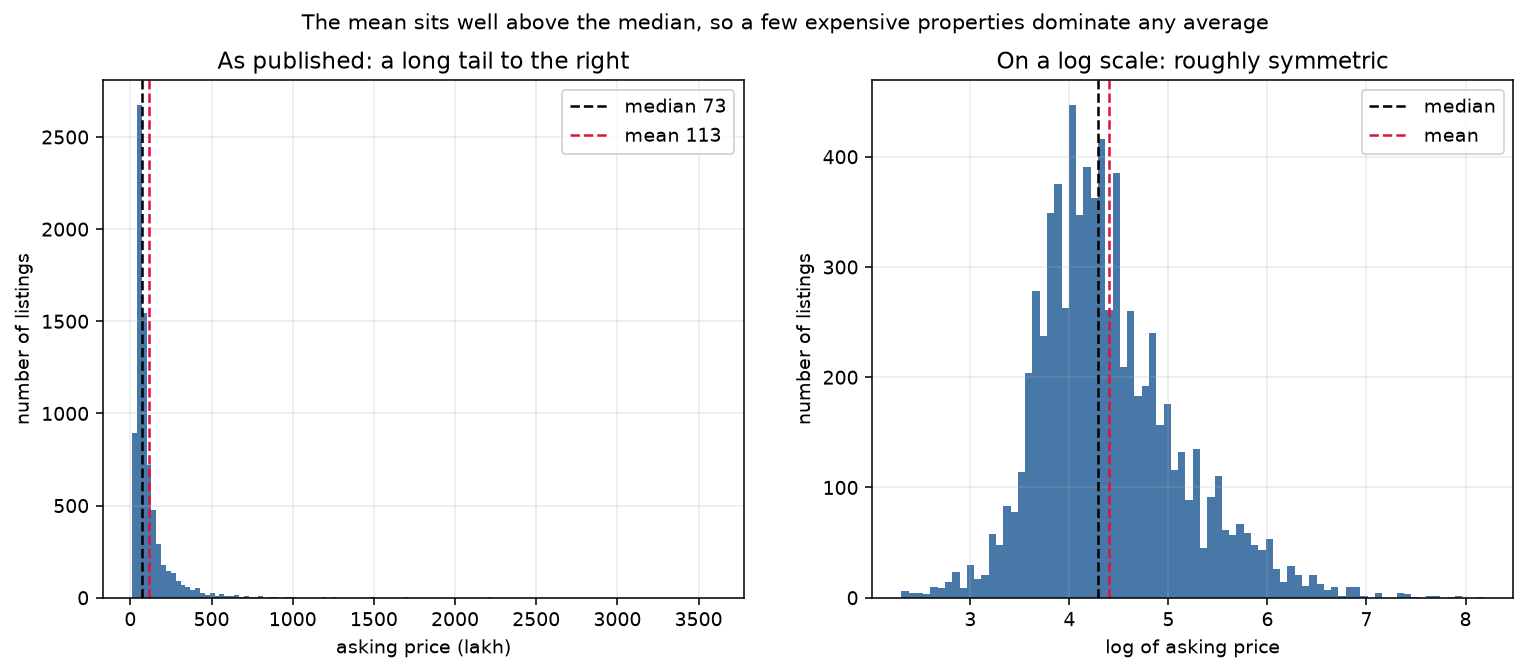 The mean sits well above the median, so a few expensive properties dominate any average
As published: a long tail to the right
number of listings
2500
2000
1500
1000
500
0
median 73
mean 113
0 500 1000 1500 2000 2500 3000 3500
asking price (lakh)
On a log scale: roughly symmetric
number of listings
400
300
200
100
0
median
mean
3 4 5 6 7 8
log of asking price